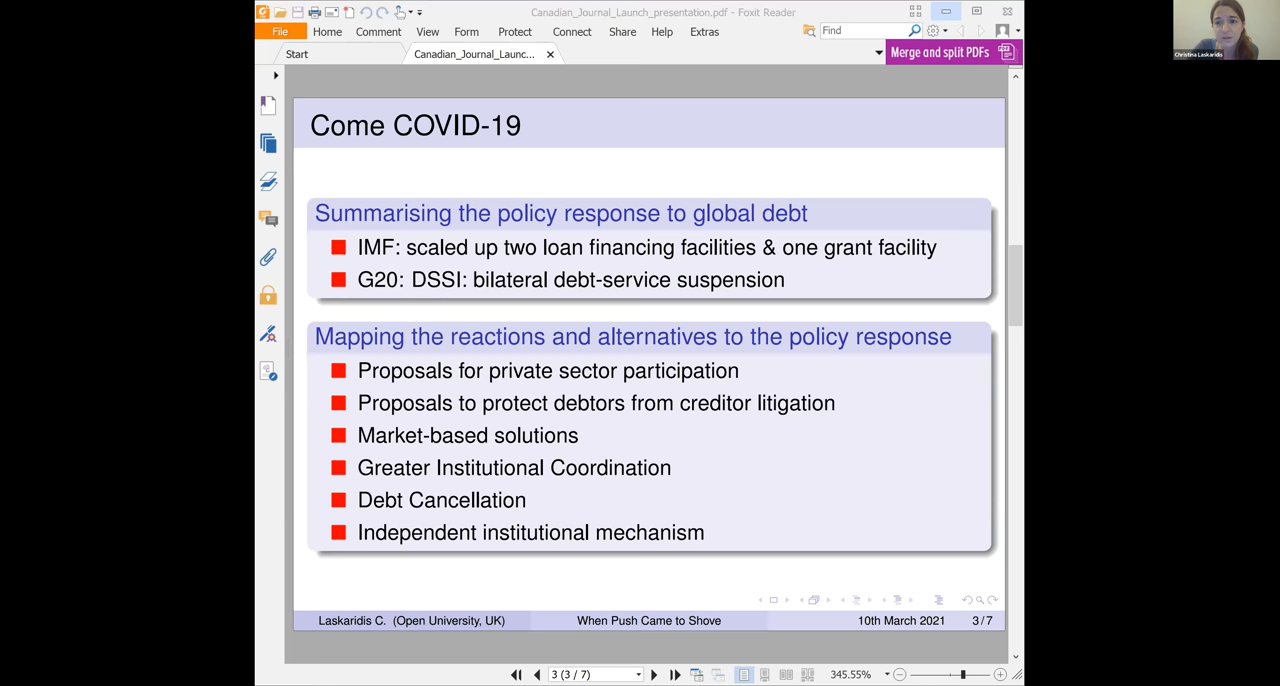 Canadian_Journal_Launch_presentation.pdf - Foxit Reader
File Home Comment View Form Protect Connect Share Help Extras
Find
Start
Canadian_Journal_Launc...
Merge and split PDFs
Christina Laskaridis
Come COVID-19
Summarising the policy response to global debt
IMF: scaled up two loan financing facilities & one grant facility
G20: DSSI: bilateral debt-service suspension
Mapping the reactions and alternatives to the policy response
Proposals for private sector participation
Proposals to protect debtors from creditor litigation
Market-based solutions
Greater Institutional Coordination
Debt Cancellation
Independent institutional mechanism
Laskaridis C. (Open University, UK) When Push Came to Shove 10th March 2021 3/7
3 (3 / 7) 345.55%